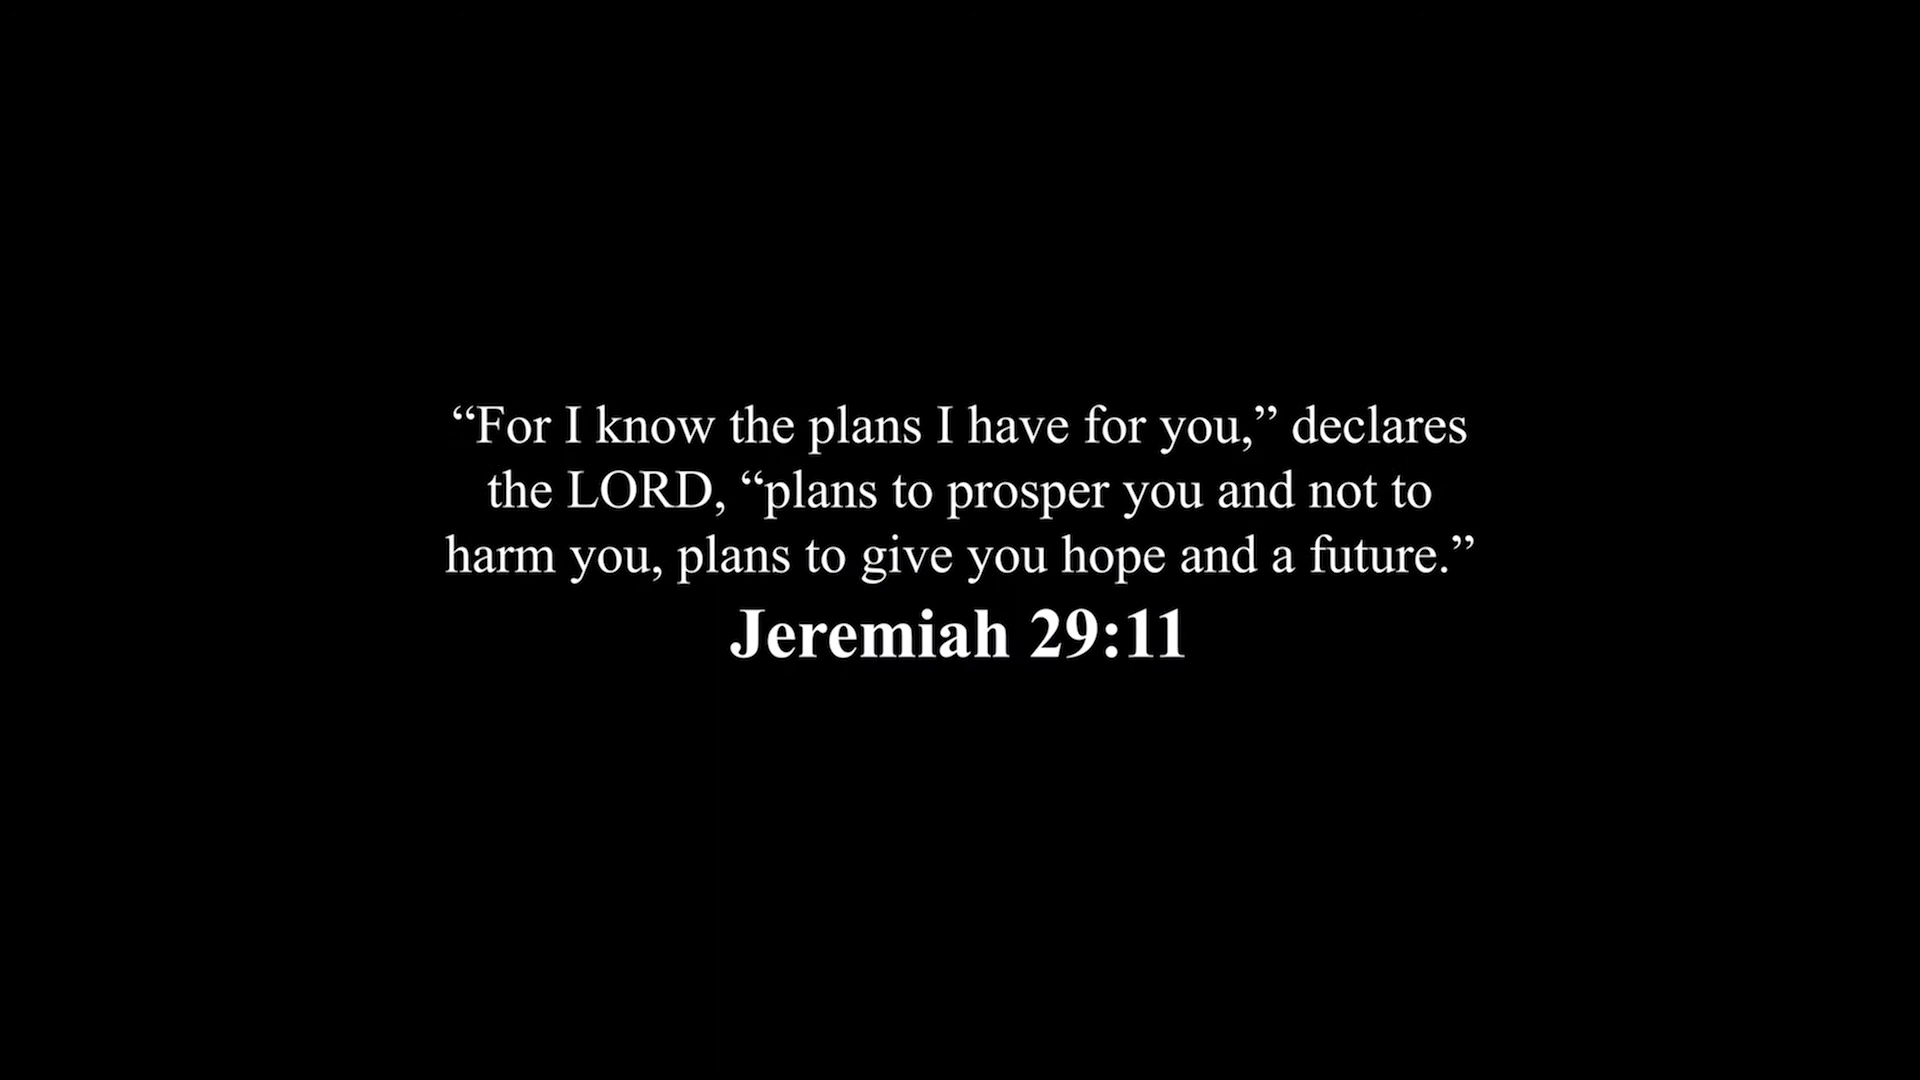 “For I know the plans I have for you,” declares
the LORD, “plans to prosper you and not to
harm you, plans to give you hope and a future.”
Jeremiah 29:11